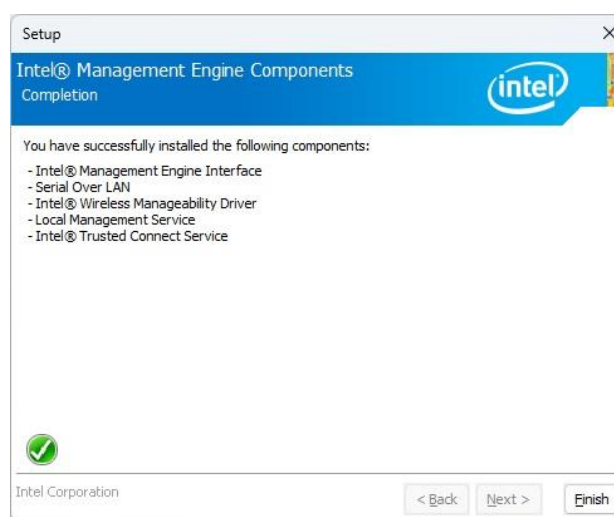 Setup
Intel® Management Engine Components
Completion
intel
You have successfully installed the following components:
- Intel® Management Engine Interface
- Serial Over LAN
- Intel® Wireless Manageability Driver
- Local Management Service
- Intel® Trusted Connect Service
Intel Corporation
< Back Next > Finish